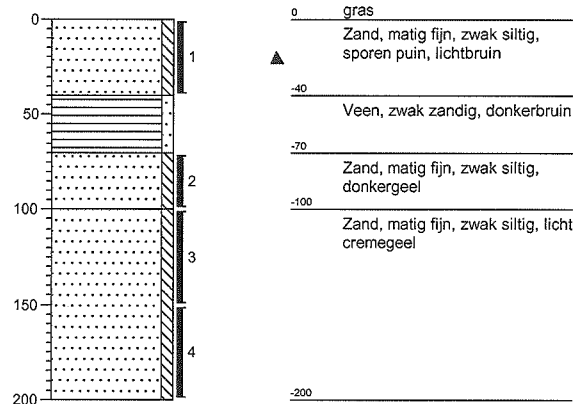 0
50
100
150
200
1
2
3
4
0
gras
Zand, matig fijn, zwak siltig,
sporen puin, lichtbruin
-40
Veen, zwak zandig, donkerbruin
-70
Zand, matig fijn, zwak siltig,
donkergeel
-100
Zand, matig fijn, zwak siltig, licht
cremegeel
-200